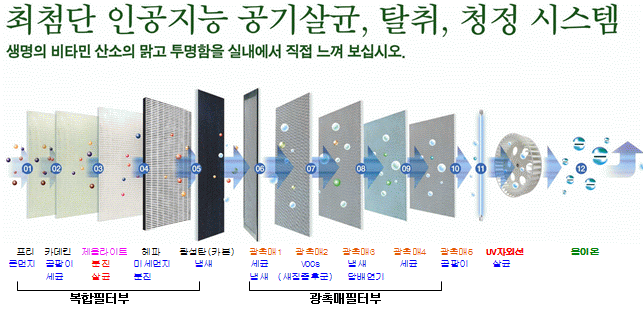 최첨단 인공지능 공기살균, 탈취, 청정 시스템
생명의 비타민 산소의 맑고 투명함을 실내에서 직접 느껴 보십시오.
01 02 03 04 05 06 07 08 09 10 11 12
프리 카데킨 제올라이트 헤파 활성탄(카본) 광촉매1 광촉매2 광촉매3 광촉매4 광촉매5 UV자외선 음이온
큰먼지 곰팡이 분진 미세먼지 냄새 세균 VOCs 곰팡이 세균 곰팡이 살균
세균 살균 분진 냄새 (새집증후군) 담배연기
복합필터부 광촉매필터부